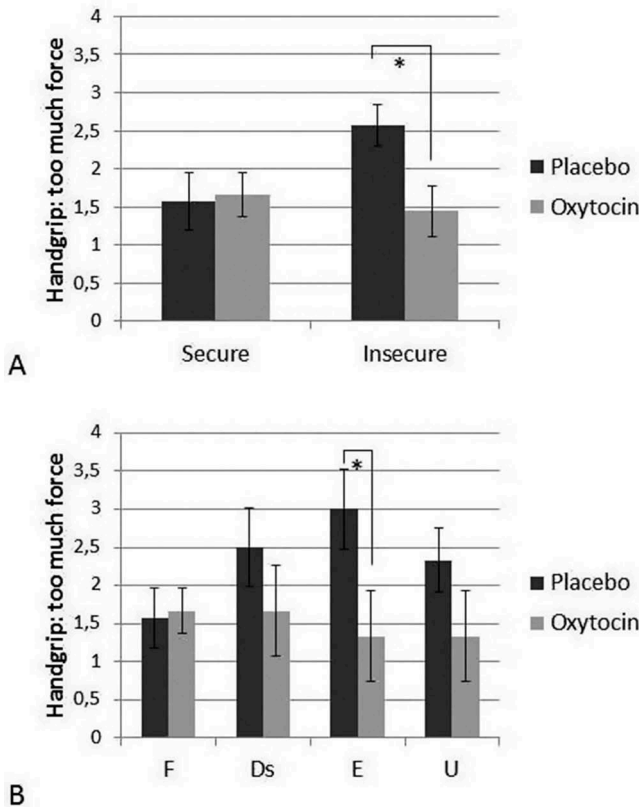 4
3,5
3
2,5
2
1,5
1
0,5
0
Handgrip: too much force
*
Placebo
Oxytocin
Secure Insecure
A
4
3,5
3
2,5
2
1,5
1
0,5
0
Handgrip: too much force
*
Placebo
Oxytocin
F Ds E U
B